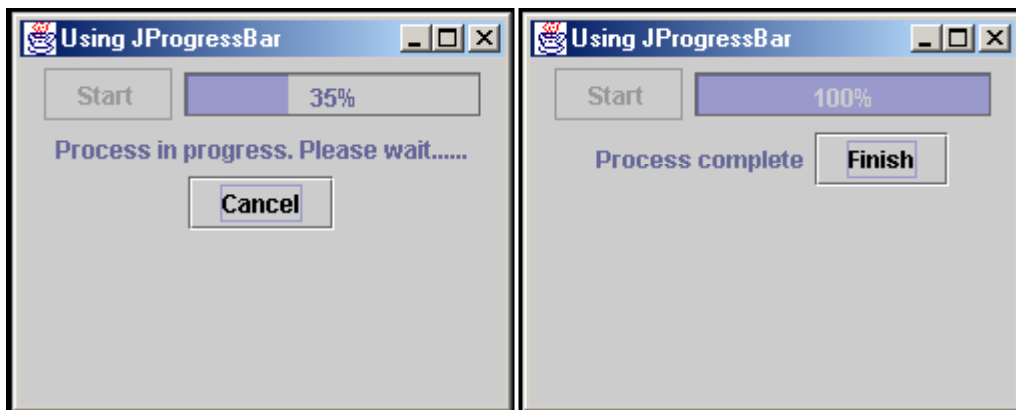 Using JProgressBar
Start 35%
Process in progress. Please wait......
Cancel
Using JProgressBar
Start 100%
Process complete Finish